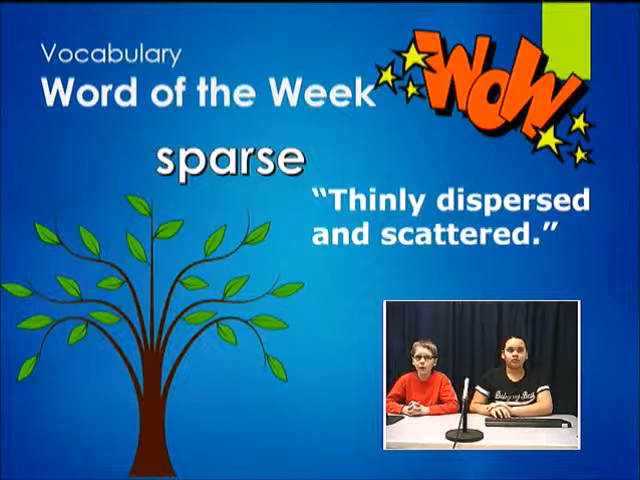 Vocabulary
Word of the Week
WOW
sparse
“Thinly dispersed
and scattered.”